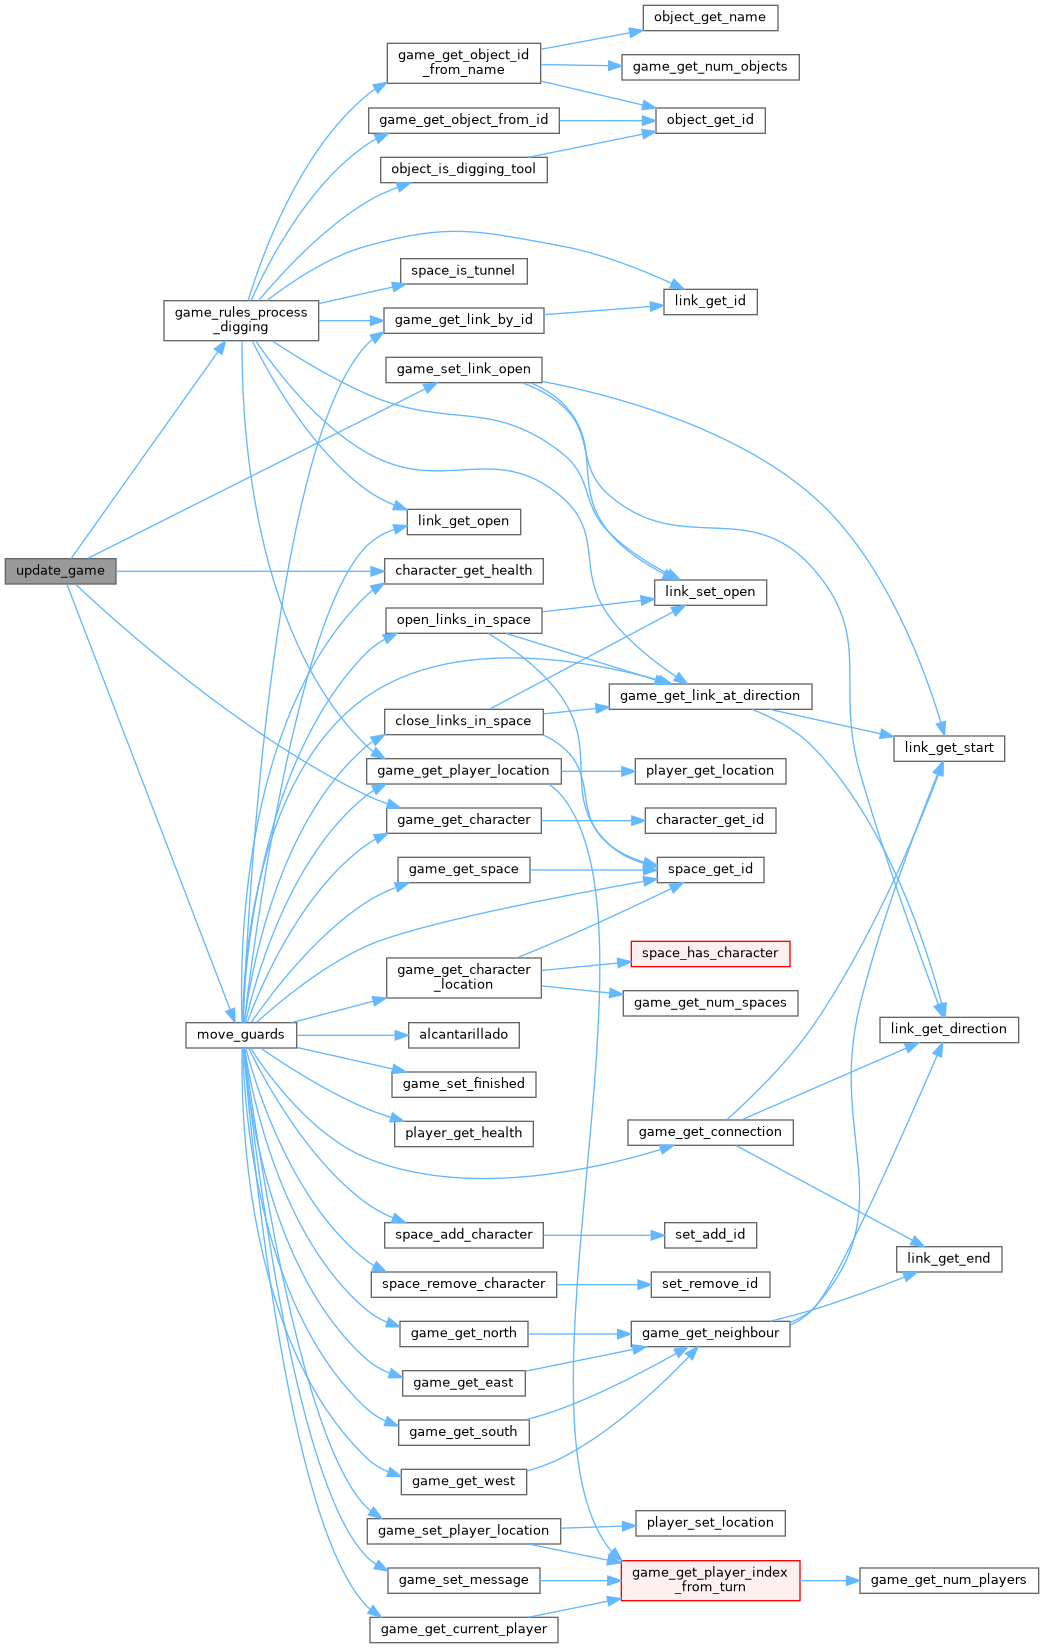 object_get_name
game_get_object_id
_from_name
game_get_num_objects
game_get_object_from_id
object_get_id
object_is_digging_tool
space_is_tunnel
link_get_id
game_rules_process
_digging
game_get_link_by_id
game_set_link_open
link_get_open
update_game
character_get_health
link_set_open
open_links_in_space
game_get_link_at_direction
close_links_in_space
link_get_start
game_get_player_location
player_get_location
game_get_character
character_get_id
game_get_space
space_get_id
space_has_character
game_get_character
_location
game_get_num_spaces
move_guards
alcantarillado
link_get_direction
game_set_finished
player_get_health
game_get_connection
space_add_character
set_add_id
link_get_end
space_remove_character
set_remove_id
game_get_north
game_get_neighbour
game_get_east
game_get_south
game_get_west
game_set_player_location
player_set_location
game_set_message
game_get_player_index
_from_turn
game_get_num_players
game_get_current_player